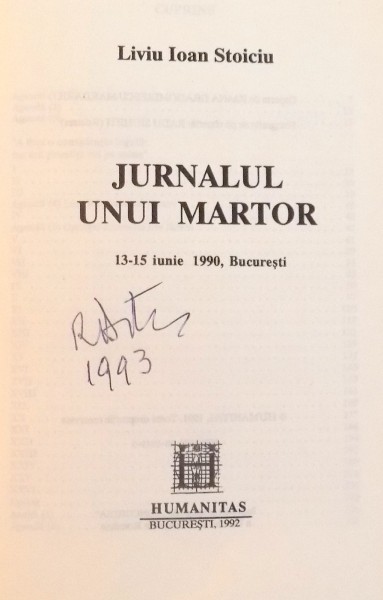 Liviu Ioan Stoiciu
JURNALUL
UNUI MARTOR
13-15 iunie 1990, București
1993
H
HUMANITAS
BUCUREȘTI, 1992